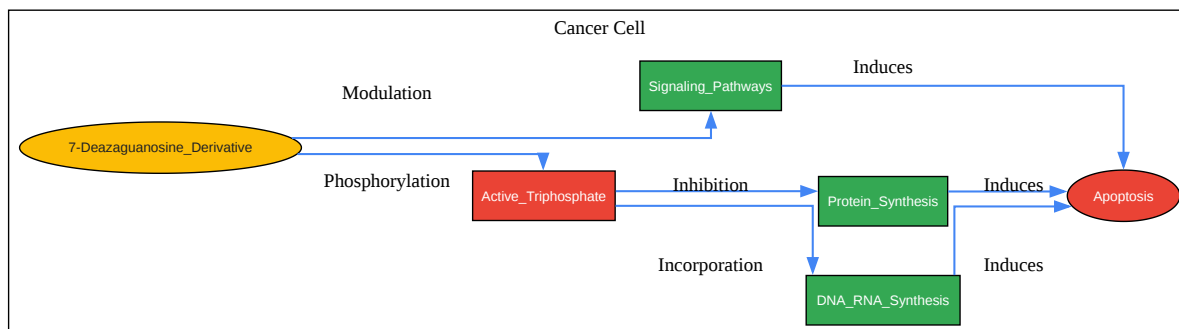 Cancer Cell
Modulation
Signaling_Pathways
Induces
7-Deazaguanosine_Derivative
Phosphorylation
Active_Triphosphate
Inhibition
Protein_Synthesis
Induces
Apoptosis
Incorporation
DNA_RNA_Synthesis
Induces